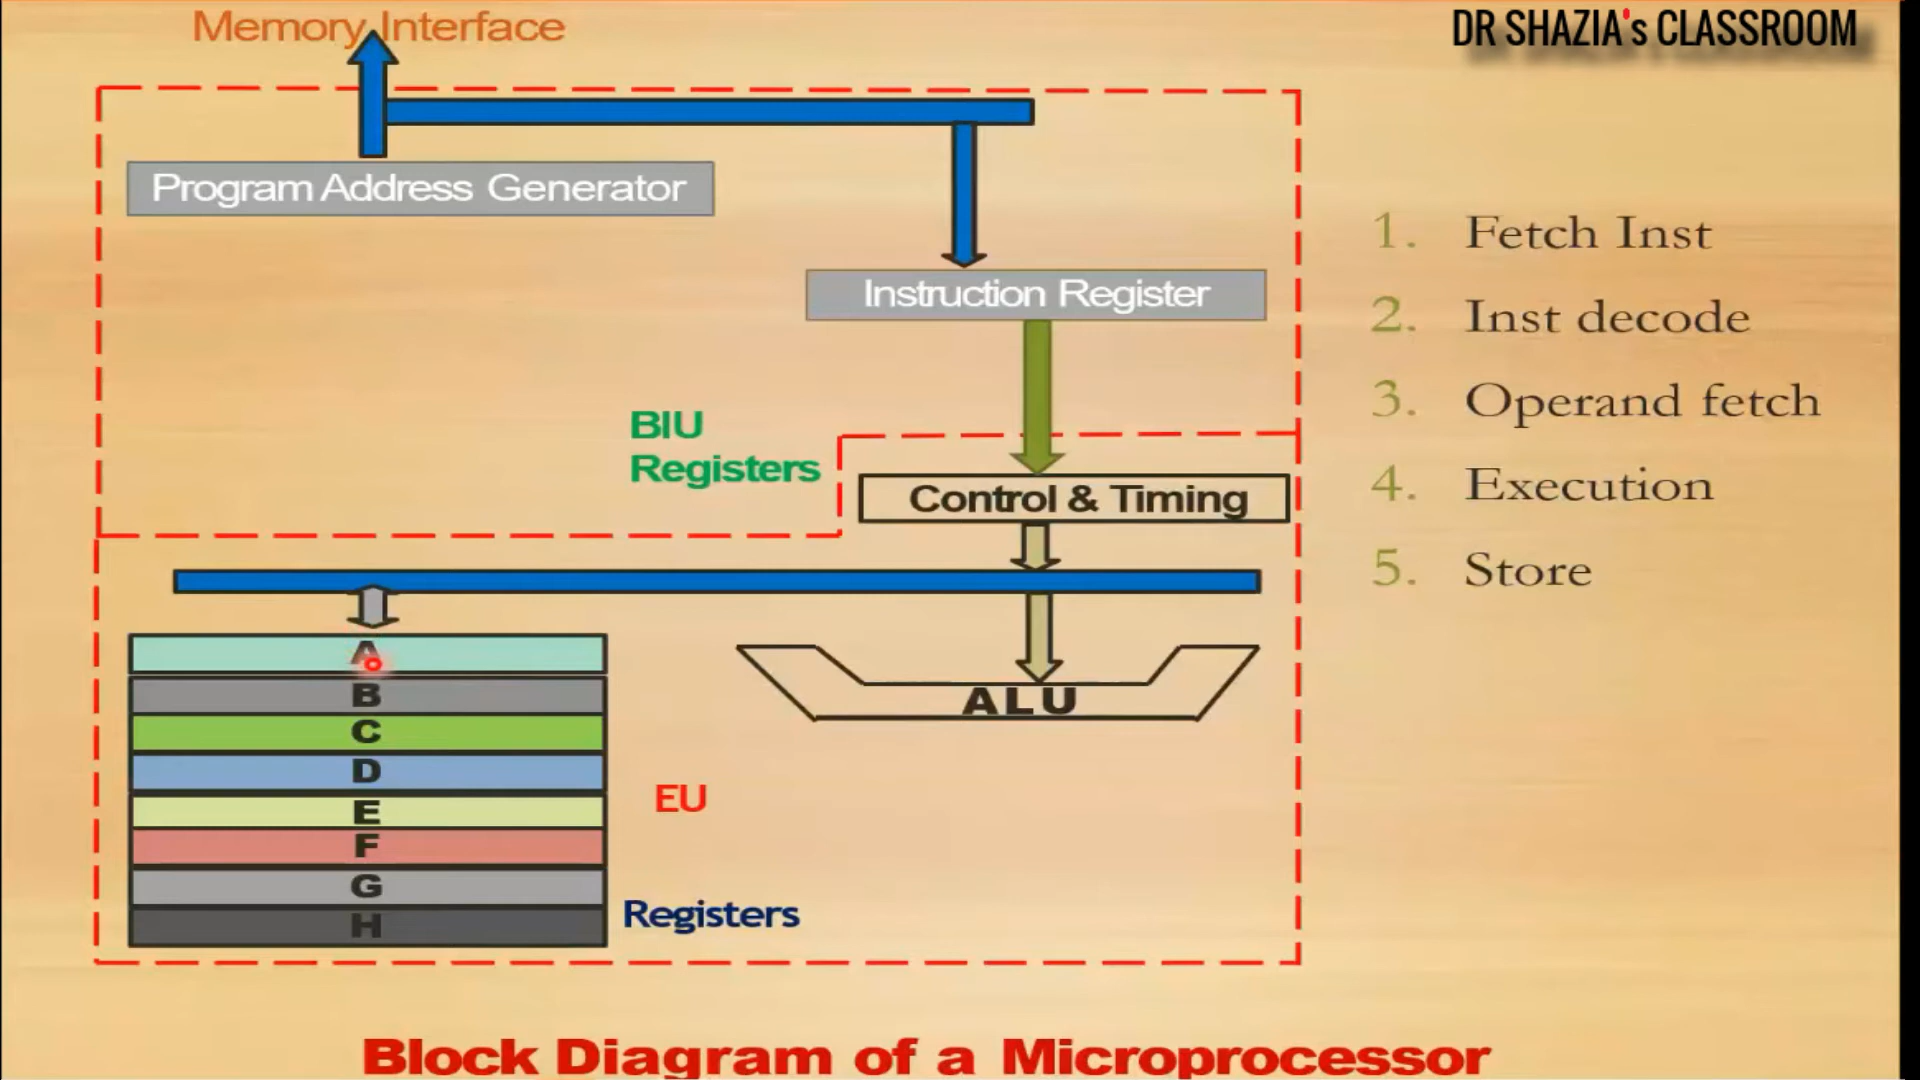 Memory Interface
DR SHAZIA's CLASSROOM
Program Address Generator
Instruction Register
BIU
Registers
Control & Timing
A
B
C
D
E
F
G
H
ALU
EU
Registers
1. Fetch Inst
2. Inst decode
3. Operand fetch
4. Execution
5. Store
Block Diagram of a Microprocessor